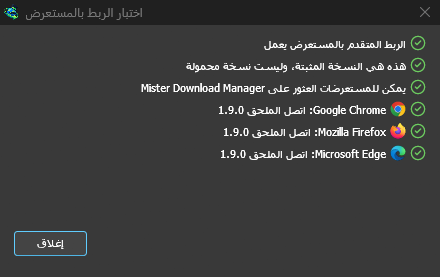 اختبار الربط بالمستعرض
الربط المتقدم بالمستعرض يعمل
هذه هي النسخة المثبتة، وليست نسخة محمولة
يمكن للمستعرضات العثور على Mister Download Manager
Google Chrome: اتصل الملحق 1.9.0
Mozilla Firefox: اتصل الملحق 1.9.0
Microsoft Edge: اتصل الملحق 1.9.0
إغلاق